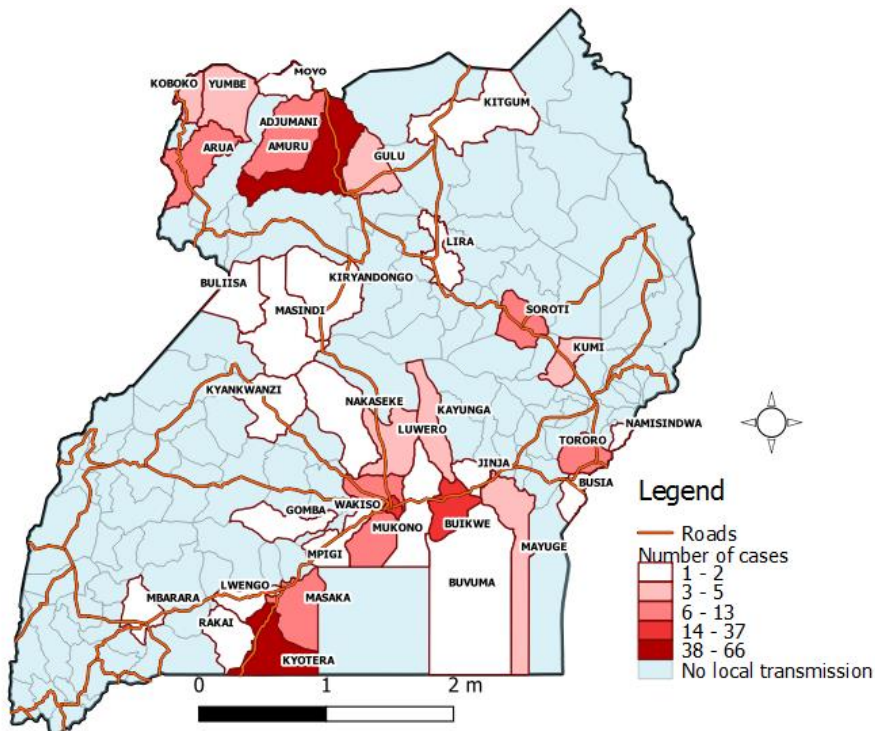 MOYO
KOBOKO
YUMBE
KITGUM
ADJUMANI
ARUA
AMURU
GULU
LIRA
BULIISA
KIRYANDONGO
MASINDI
SOROTI
KUMI
KYANKWANZI
NAKASEKE
KAYUNGA
LUWERO
NAMISINDWA
TORORO
JINJA
BUSIA
WAKISO
GOMBA
MUKONO
BUIKWE
MPIGI
MAYUGE
BUVUMA
LWENGO
MBARARA
MASAKA
RAKAI
KYOTERA
0 1 2 m
Legend
Roads
Number of cases
1 - 2
3 - 5
6 - 13
14 - 37
38 - 66
No local transmission